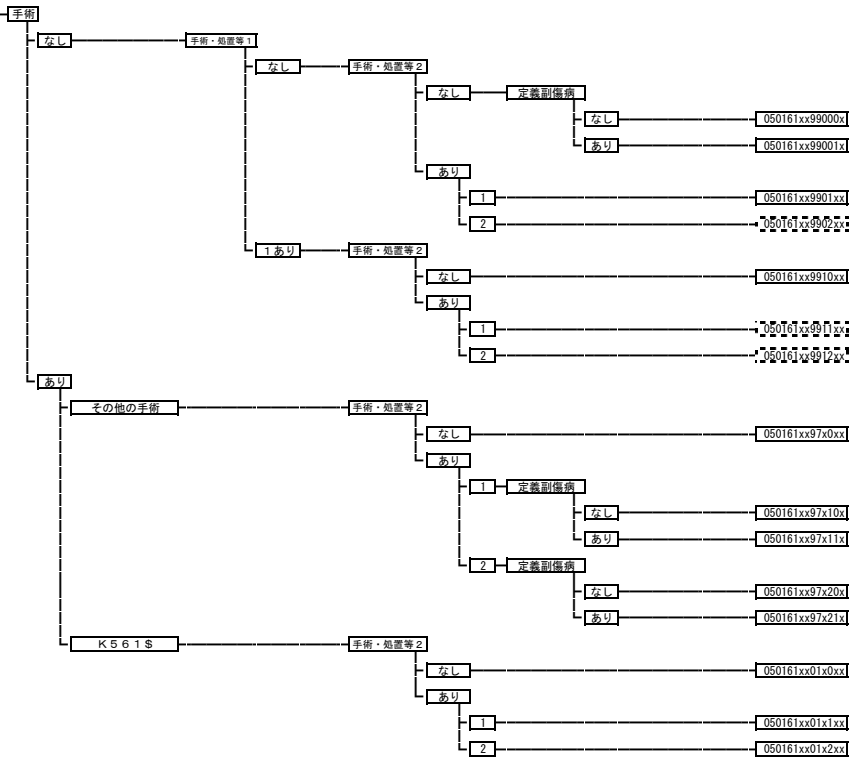 手術
なし 手術・処置等1
なし 手術・処置等2
なし 定義副傷病
なし 050161xx99000x
あり 050161xx99001x
あり
1 050161xx9901xx
2 050161xx9902xx
1あり 手術・処置等2
なし 050161xx9910xx
あり
1 050161xx9911xx
2 050161xx9912xx
あり
その他の手術 手術・処置等2
なし 050161xx97x0xx
あり
1 定義副傷病
なし 050161xx97x10x
あり 050161xx97x11x
2 定義副傷病
なし 050161xx97x20x
あり 050161xx97x21x
K561$ 手術・処置等2
なし 050161xx01x0xx
あり
1 050161xx01x1xx
2 050161xx01x2xx